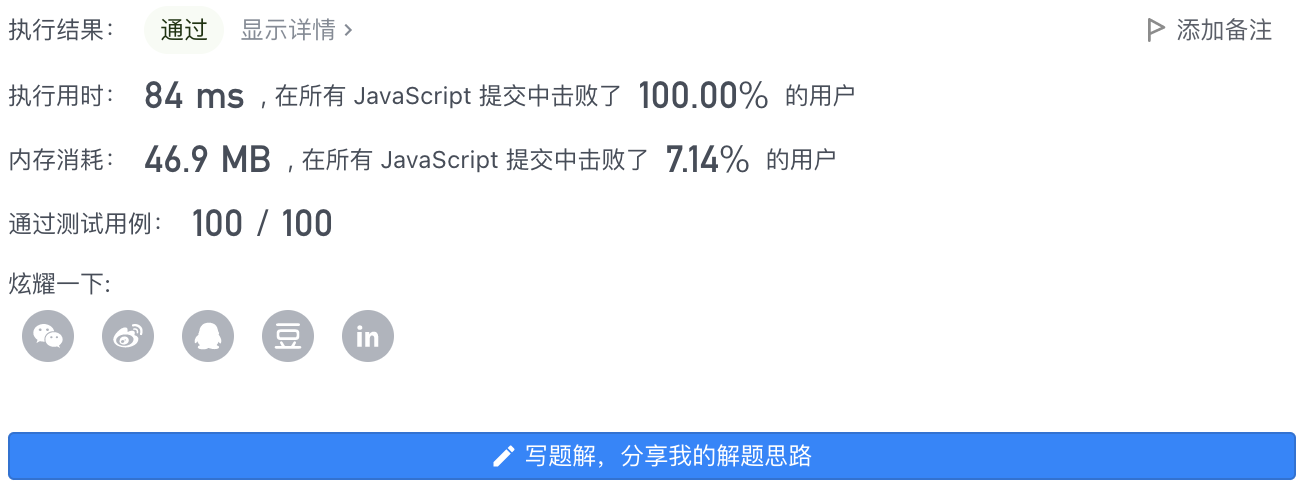 执行结果： 通过 显示详情 › 添加备注
执行用时： 84 ms , 在所有 JavaScript 提交中击败了 100.00% 的用户
内存消耗： 46.9 MB , 在所有 JavaScript 提交中击败了 7.14% 的用户
通过测试用例： 100 / 100
炫耀一下:
豆 in
写题解，分享我的解题思路